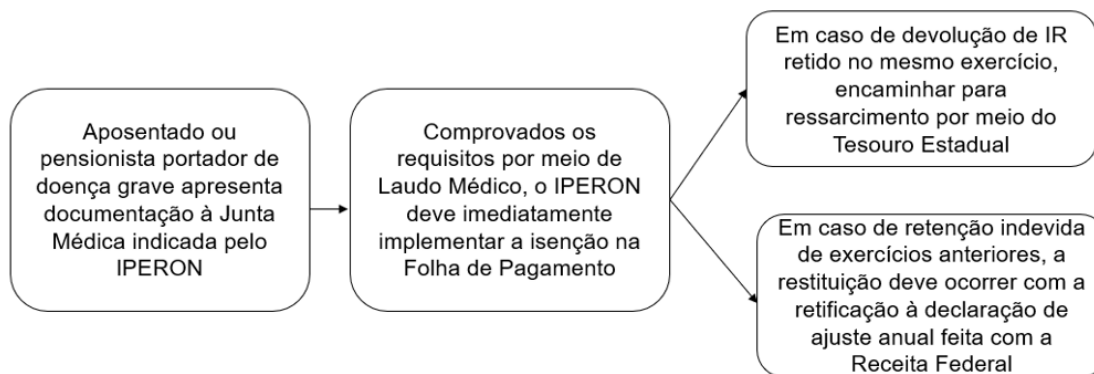 Aposentado ou
pensionista portador de
doença grave apresenta
documentação à Junta
Médica indicada pelo
IPERON
Comprovados os
requisitos por meio de
Laudo Médico, o IPERON
deve imediatamente
implementar a isenção na
Folha de Pagamento
Em caso de devolução de IR
retido no mesmo exercício,
encaminhar para
ressarcimento por meio do
Tesouro Estadual
Em caso de retenção indevida
de exercícios anteriores, a
restituição deve ocorrer com a
retificação à declaração de
ajuste anual feita com a
Receita Federal